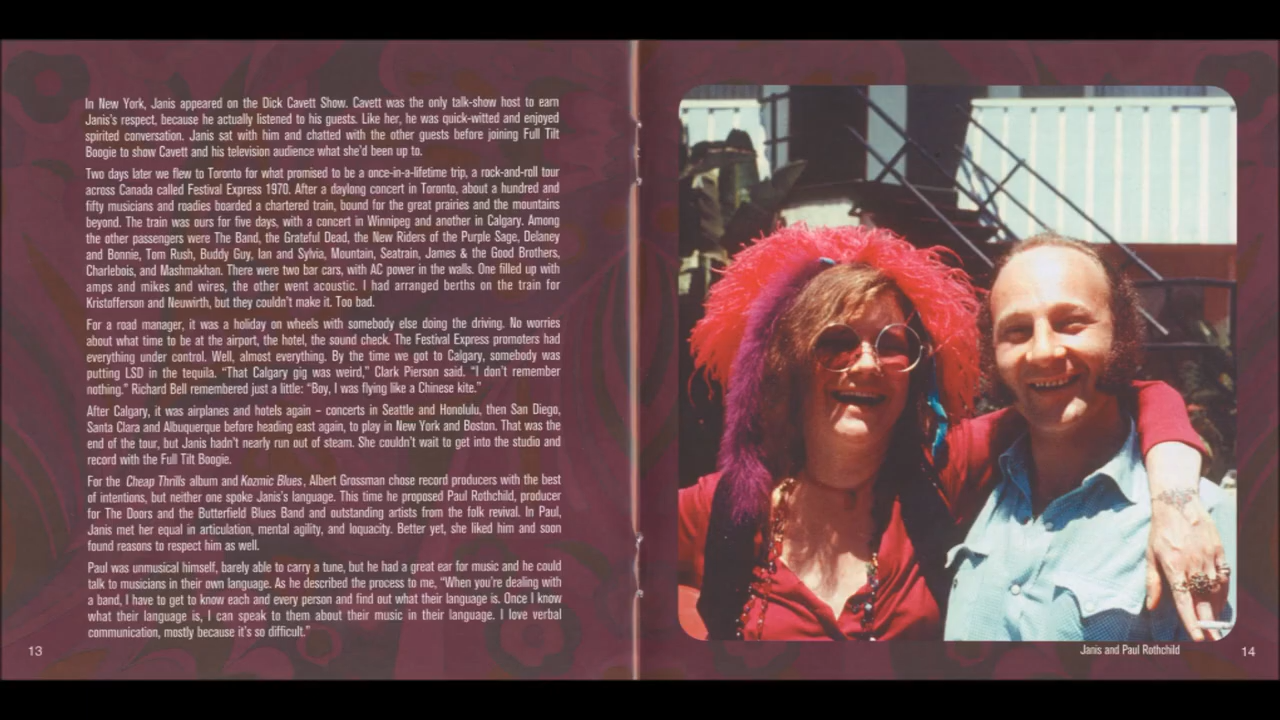 In New York, Janis appeared on the Dick Cavett Show. Cavett was the only talk-show host to earn
Janis's respect, because he actually listened to his guests. Like her, he was quick-witted and enjoyed
spirited conversation. Janis sat with him and chatted with the other guests before joining Full Tilt
Boogie to show Cavett and his television audience what she'd been up to.
Two days later we flew to Toronto for what promised to be a once-in-a-lifetime trip, a rock-and-roll tour
across Canada called Festival Express 1970. After a daylong concert in Toronto, about a hundred and
fifty musicians and roadies boarded a chartered train, bound for the great prairies and the mountains
beyond. The train was ours for five days, with a concert in Winnipeg and another in Calgary. Among
the other passengers were The Band, the Grateful Dead, the New Riders of the Purple Sage, Delaney
and Bonnie, Tom Rush, Buddy Guy, Ian and Sylvia, Mountain, Seatrain, James & the Good Brothers,
Charlebois, and Mashmakhan. There were two bar cars, with AC power in the walls. One filled up with
amps and mikes and wires, the other went acoustic. I had arranged berths on the train for
Kristofferson and Neuwirth, but they couldn't make it. Too bad.
For a road manager, it was a holiday on wheels with somebody else doing the driving. No worries
about what time to be at the airport, the hotel, the sound check. The Festival Express promoters had
everything under control. Well, almost everything. By the time we got to Calgary, somebody was
putting LSD in the tequila. “That Calgary gig was weird,” Clark Pierson said. “I don't remember
nothing.” Richard Bell remembered just a little: “Boy, I was flying like a Chinese kite.”
After Calgary, it was airplanes and hotels again – concerts in Seattle and Honolulu, then San Diego,
Santa Clara and Albuquerque before heading east again, to play in New York and Boston. That was the
end of the tour, but Janis hadn't nearly run out of steam. She couldn't wait to get into the studio and
record with the Full Tilt Boogie.
For the Cheap Thrills album and Kozmic Blues, Albert Grossman chose record producers with the best
of intentions, but neither one spoke Janis's language. This time he proposed Paul Rothchild, producer
for The Doors and the Butterfield Blues Band and outstanding artists from the folk revival. In Paul,
Janis met her equal in articulation, mental agility, and loquacity. Better yet, she liked him and soon
found reasons to respect him as well.
Paul was unmusical himself, barely able to carry a tune, but he had a great ear for music and he could
talk to musicians in their own language. As he described the process to me, “When you're dealing with
a band, I have to get to know each and every person and find out what their language is. Once I know
what their language is, I can speak to them about their music in their language. I love verbal
communication, mostly because it's so difficult.”
13
Janis and Paul Rothchild
14